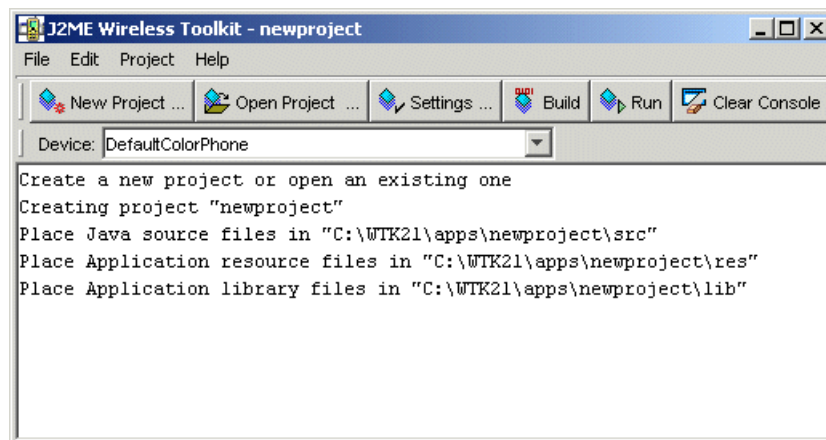 J2ME Wireless Toolkit - newproject
File Edit Project Help
New Project ... Open Project ... Settings ... Build Run Clear Console
Device: DefaultColorPhone
Create a new project or open an existing one
Creating project "newproject"
Place Java source files in "C:\WTK21\apps\newproject\src"
Place Application resource files in "C:\WTK21\apps\newproject\res"
Place Application library files in "C:\WTK21\apps\newproject\lib"